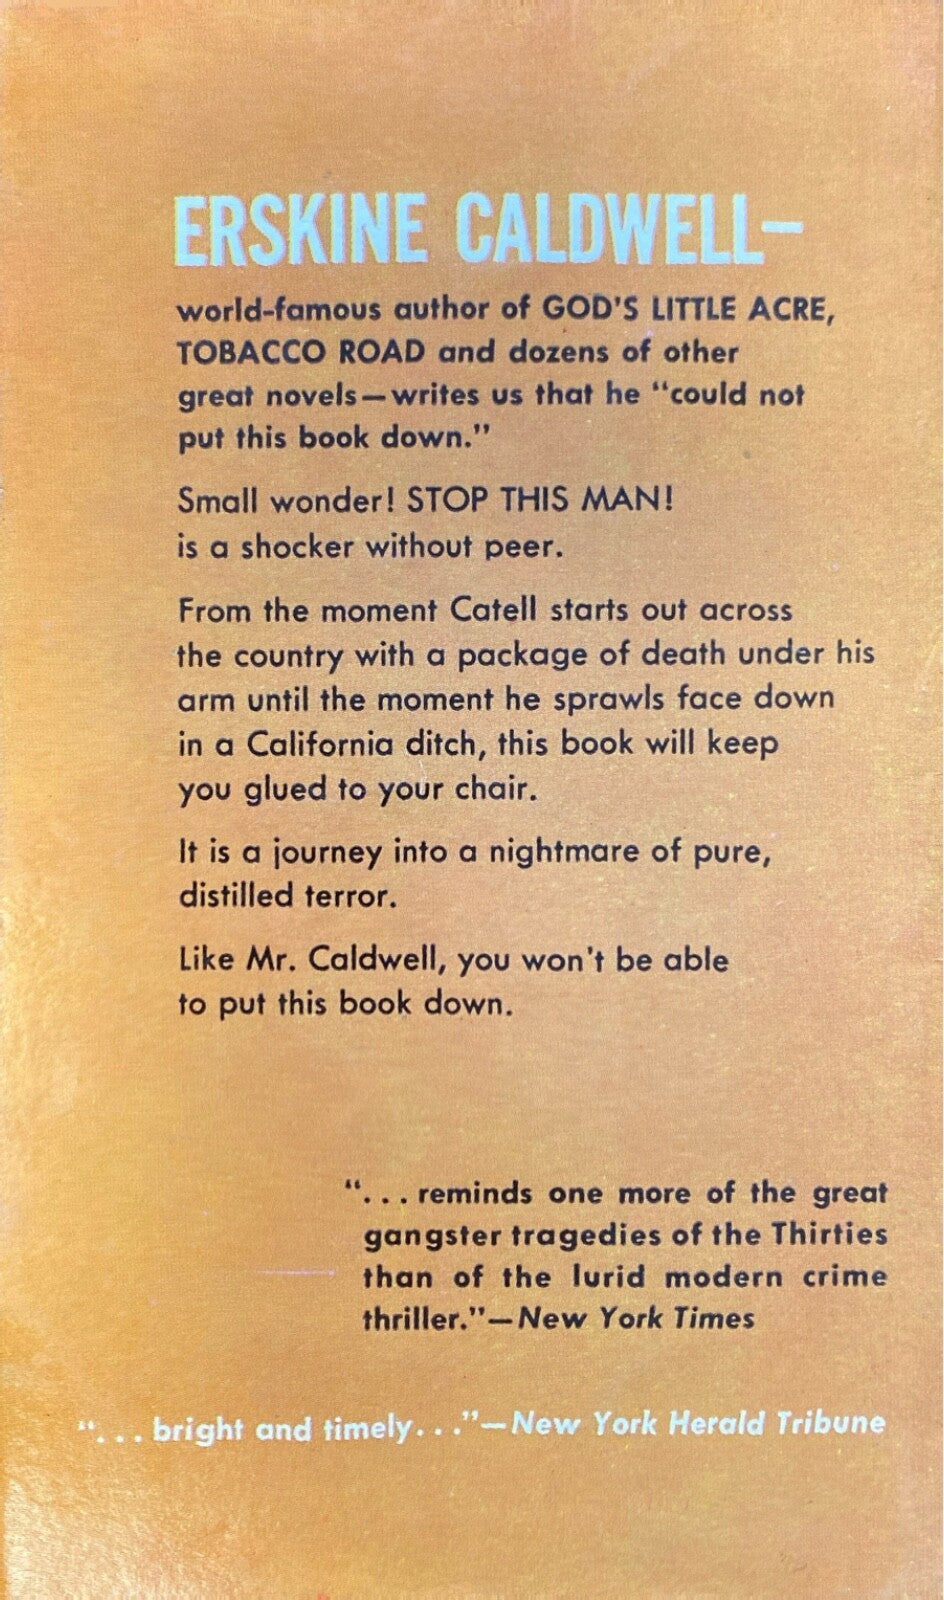 ERSKINE CALDWELL—
world-famous author of GOD'S LITTLE ACRE,
TOBACCO ROAD and dozens of other
great novels—writes us that he "could not
put this book down."
Small wonder! STOP THIS MAN!
is a shocker without peer.
From the moment Catell starts out across
the country with a package of death under his
arm until the moment he sprawls face down
in a California ditch, this book will keep
you glued to your chair.
It is a journey into a nightmare of pure,
distilled terror.
Like Mr. Caldwell, you won't be able
to put this book down.
"... reminds one more of the great
gangster tragedies of the Thirties
than of the lurid modern crime
thriller."—New York Times
"... bright and timely..."—New York Herald Tribune